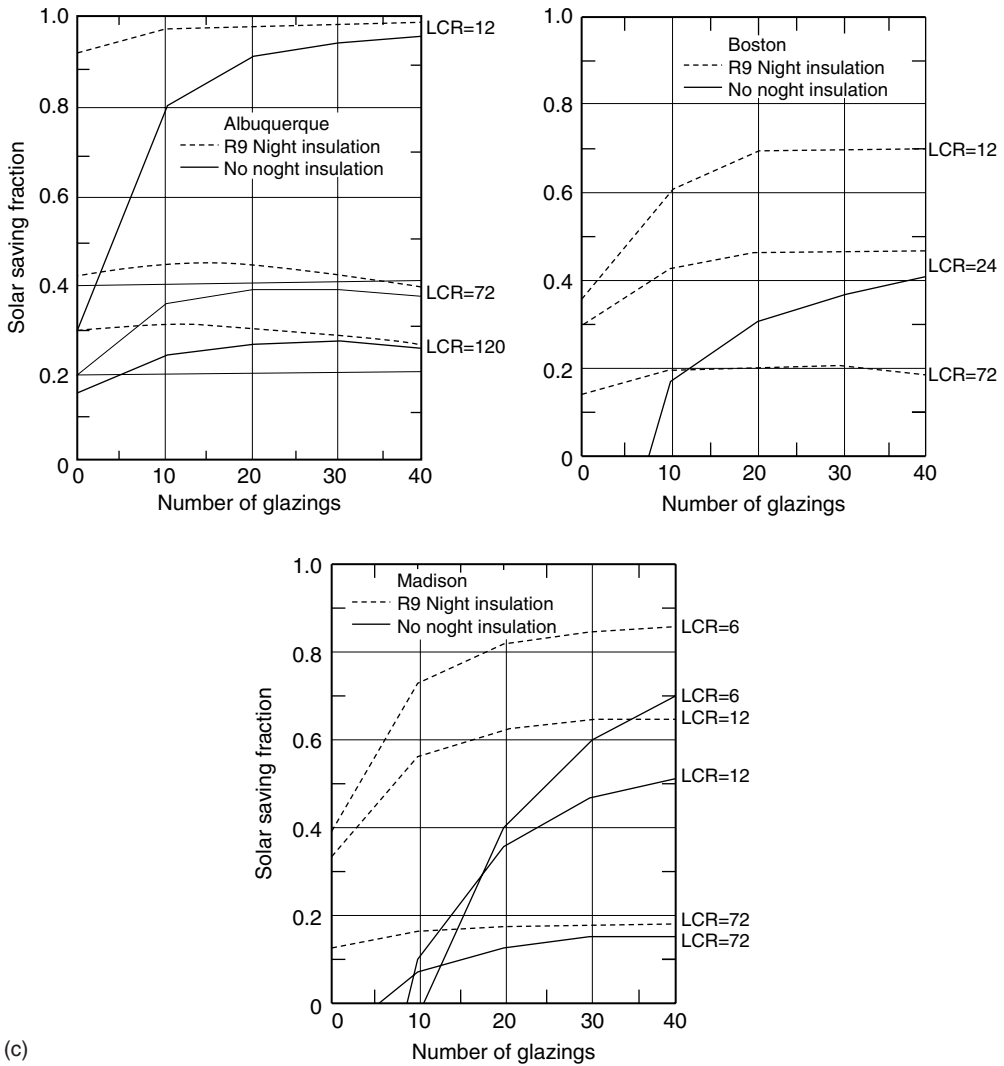 1.0
0.8
0.6
0.4
0.2
0
Solar saving fraction
Albuquerque
R9 Night insulation
No noght insulation
LCR=12
LCR=72
LCR=120
0 10 20 30 40
Number of glazings
1.0
0.8
0.6
0.4
0.2
0
Boston
R9 Night insulation
No noght insulation
LCR=12
LCR=24
LCR=72
0 10 20 30 40
Number of glazings
1.0
0.8
0.6
0.4
0.2
0
Solar saving fraction
Madison
R9 Night insulation
No noght insulation
LCR=6
LCR=6
LCR=12
LCR=12
LCR=72
LCR=72
0 10 20 30 40
Number of glazings
(c)